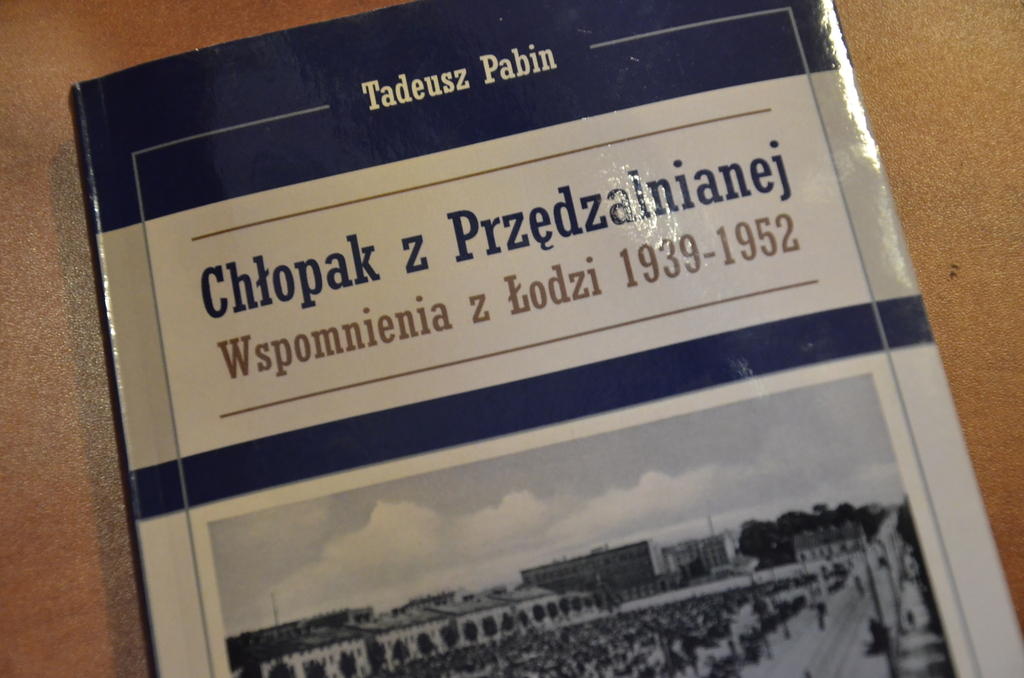 Tadeusz Pabin
Chłopak z Przędzalnianej
Wspomnienia z Łodzi 1939-1952